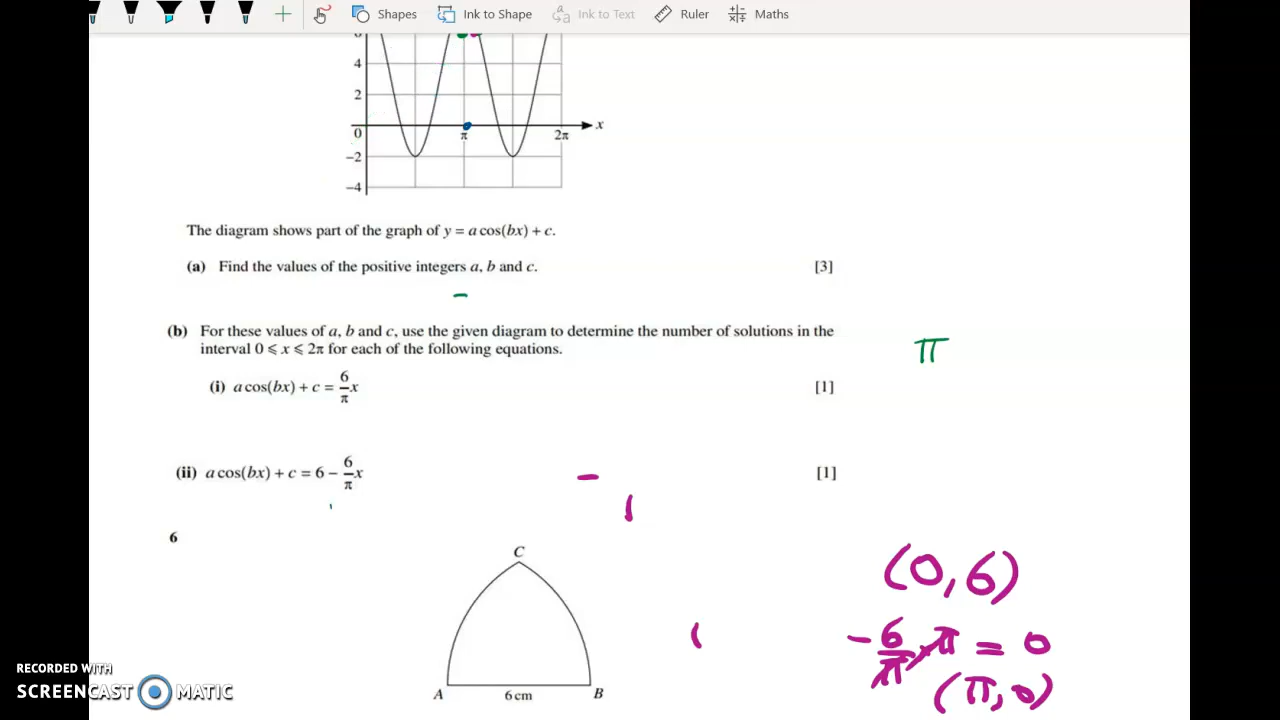 Shapes Ink to Shape Ink to Text Ruler Maths
4
2
0 π 2π x
−2
−4
The diagram shows part of the graph of y = a cos(bx) + c.
(a) Find the values of the positive integers a, b and c. [3]
(b) For these values of a, b and c, use the given diagram to determine the number of solutions in the
interval 0 ⩽ x ⩽ 2π for each of the following equations.
π
(i) a cos(bx) + c = 6/π x [1]
(ii) a cos(bx) + c = 6 − 6/π x [1]
6
C
(0,6)
-6/π . π = 0
(π,0)
A 6 cm B
RECORDED WITH
SCREENCAST MATIC